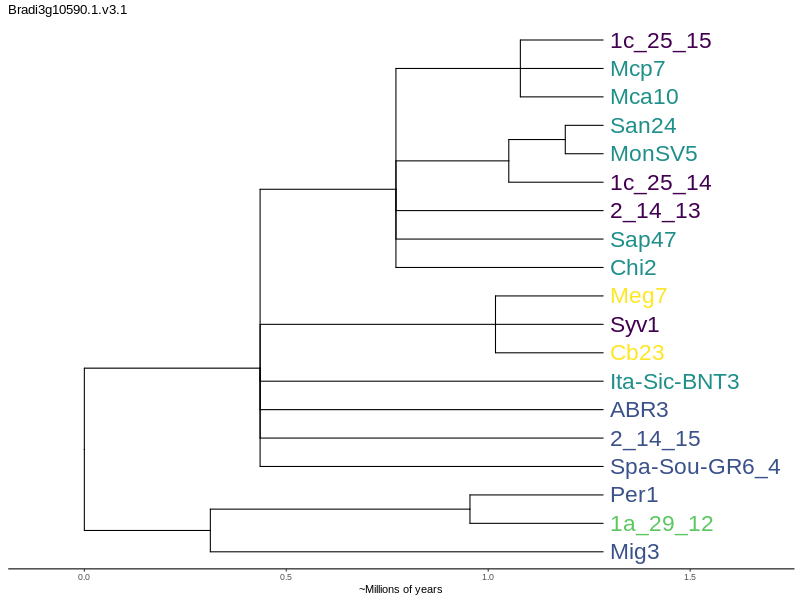 Bradi3g10590.1.v3.1
1c_25_15
Mcp7
Mca10
San24
MonSV5
1c_25_14
2_14_13
Sap47
Chi2
Meg7
Syv1
Cb23
Ita-Sic-BNT3
ABR3
2_14_15
Spa-Sou-GR6_4
Per1
1a_29_12
Mig3
0.0 0.5 1.0 1.5
~Millions of years